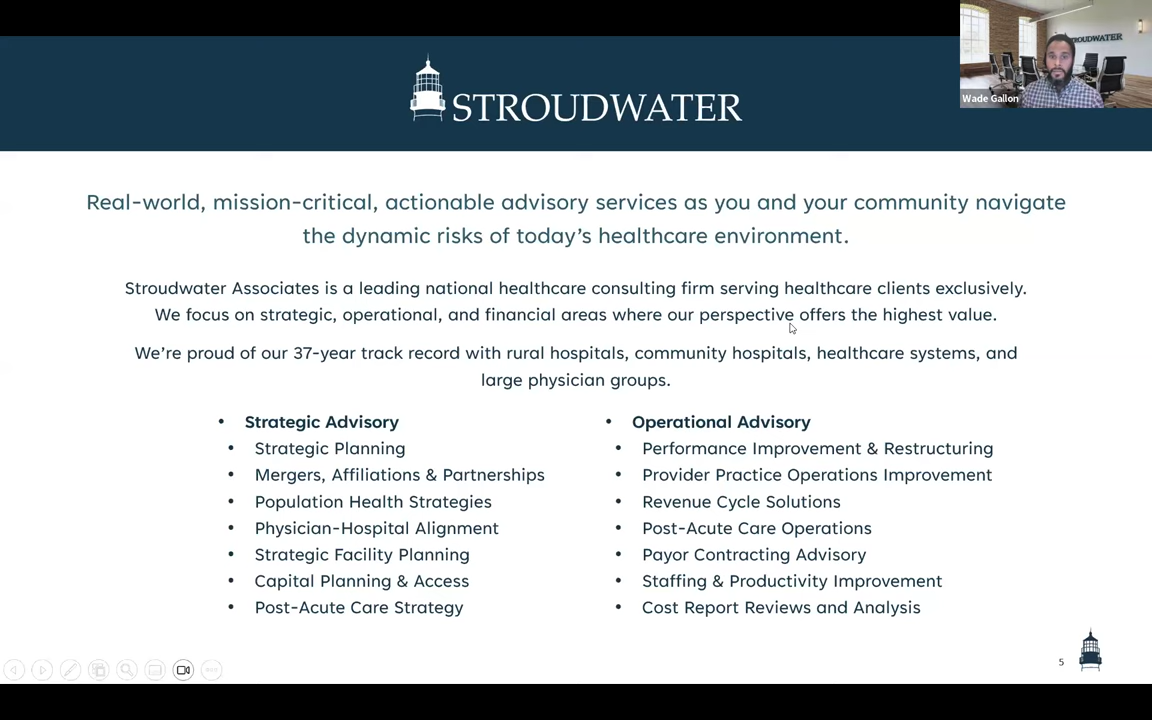 STROUDWATER
Wade Gallon
STROUDWATER
Real-world, mission-critical, actionable advisory services as you and your community navigate
the dynamic risks of today's healthcare environment.
Stroudwater Associates is a leading national healthcare consulting firm serving healthcare clients exclusively.
We focus on strategic, operational, and financial areas where our perspective offers the highest value.
We're proud of our 37-year track record with rural hospitals, community hospitals, healthcare systems, and
large physician groups.
• Strategic Advisory
• Strategic Planning
• Mergers, Affiliations & Partnerships
• Population Health Strategies
• Physician-Hospital Alignment
• Strategic Facility Planning
• Capital Planning & Access
• Post-Acute Care Strategy
• Operational Advisory
• Performance Improvement & Restructuring
• Provider Practice Operations Improvement
• Revenue Cycle Solutions
• Post-Acute Care Operations
• Payor Contracting Advisory
• Staffing & Productivity Improvement
• Cost Report Reviews and Analysis
5